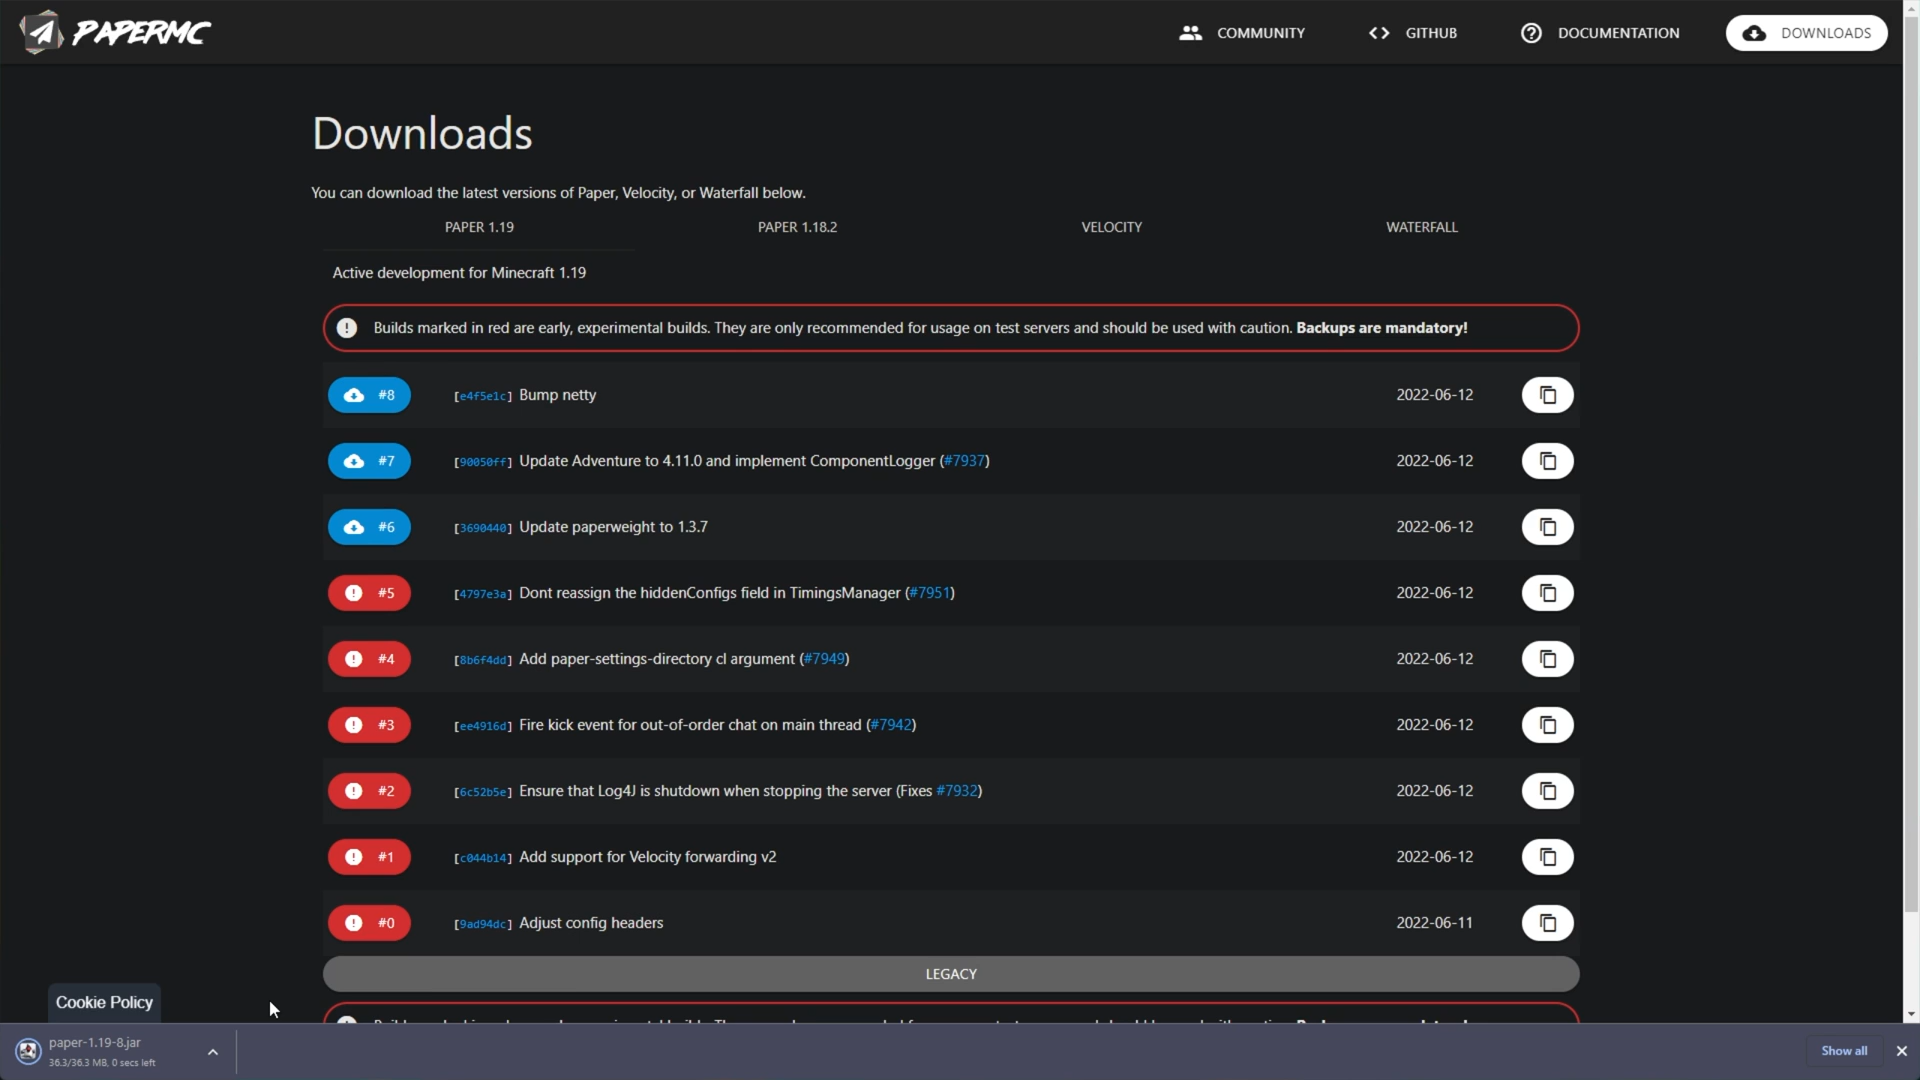 PAPERMC
COMMUNITY
GITHUB
DOCUMENTATION
DOWNLOADS
Downloads
You can download the latest versions of Paper, Velocity, or Waterfall below.
PAPER 1.19
PAPER 1.18.2
VELOCITY
WATERFALL
Active development for Minecraft 1.19
Builds marked in red are early, experimental builds. They are only recommended for usage on test servers and should be used with caution. Backups are mandatory!
#8 [e4f5e1c] Bump netty 2022-06-12
#7 [90050ff] Update Adventure to 4.11.0 and implement ComponentLogger (#7937) 2022-06-12
#6 [3690440] Update paperweight to 1.3.7 2022-06-12
#5 [4797e3a] Dont reassign the hiddenConfigs field in TimingsManager (#7951) 2022-06-12
#4 [8b6f4dd] Add paper-settings-directory cl argument (#7949) 2022-06-12
#3 [ee4916d] Fire kick event for out-of-order chat on main thread (#7942) 2022-06-12
#2 [6c52b5e] Ensure that Log4J is shutdown when stopping the server (Fixes #7932) 2022-06-12
#1 [c044b14] Add support for Velocity forwarding v2 2022-06-12
#0 [9ad94dc] Adjust config headers 2022-06-11
LEGACY
Cookie Policy
paper-1.19-8.jar
36.3/36.3 MB, 0 secs left
Show all